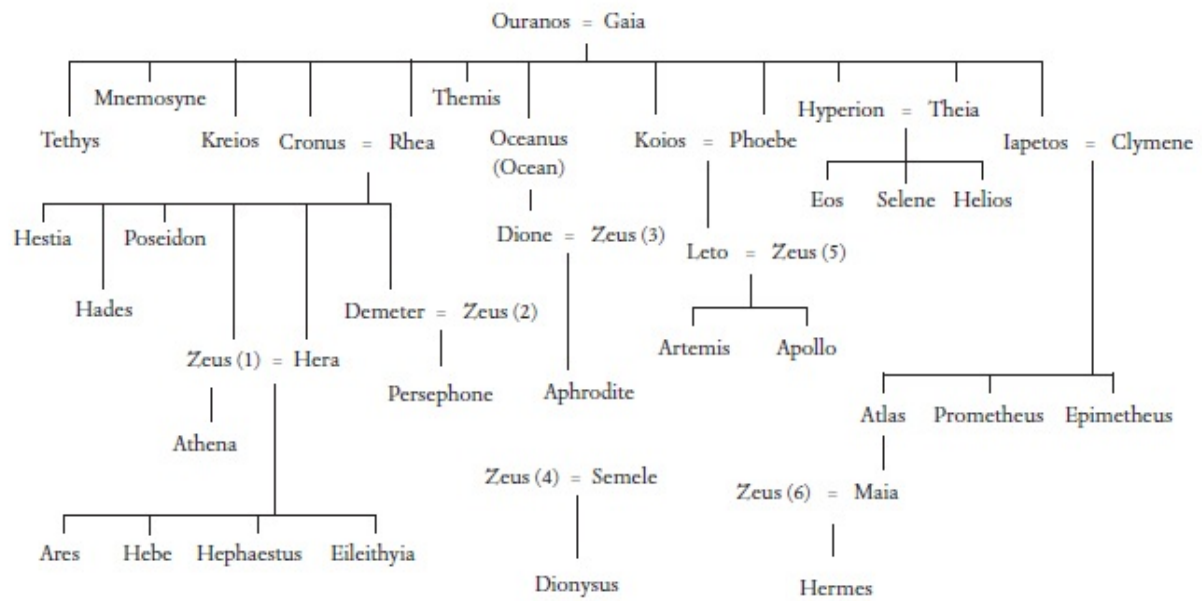 Ouranos = Gaia
Mnemosyne
Themis
Hyperion = Theia
Tethys
Kreios
Cronus = Rhea
Oceanus
(Ocean)
Koios = Phoebe
Iapetos = Clymene
Eos
Selene
Helios
Hestia
Poseidon
Dione = Zeus (3)
Leto = Zeus (5)
Hades
Demeter = Zeus (2)
Artemis
Apollo
Zeus (1) = Hera
Persephone
Aphrodite
Atlas
Prometheus
Epimetheus
Athena
Zeus (4) = Semele
Zeus (6) = Maia
Ares
Hebe
Hephaestus
Eileithyia
Dionysus
Hermes